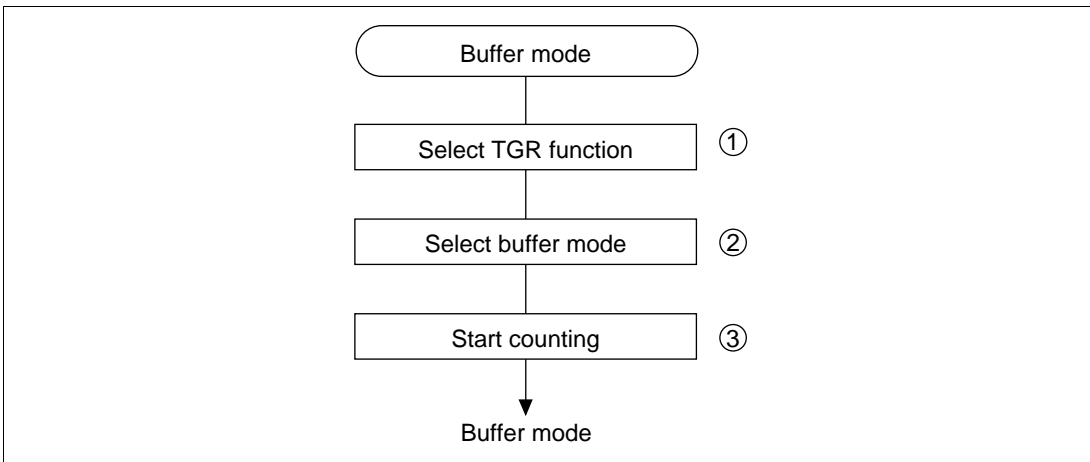 Buffer mode
Select TGR function ①
Select buffer mode ②
Start counting ③
Buffer mode